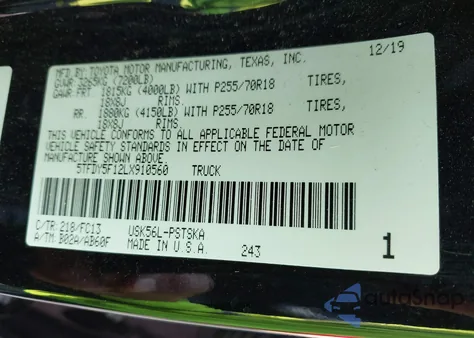 MFD.BY: TOYOTA MOTOR MANUFACTURING, TEXAS, INC. 12/19
GVWR 3265KG (7200LB)
GAWR FRT 1815KG (4000LB) WITH P255/70R18 TIRES,
18X8J RIMS,
RR. 1880KG (4150LB) WITH P255/70R18 TIRES,
18X8J RIMS.
THIS VEHICLE CONFORMS TO ALL APPLICABLE FEDERAL MOTOR
VEHICLE SAFETY STANDARDS IN EFFECT ON THE DATE OF
MANUFACTURE SHOWN ABOVE.
5TFDY5F12LX910560 TRUCK
C/TR: 218/FC13 USK56L-PSTSKA
A/TM: B02A/AB60F MADE IN U.S.A. 243 1
autoSnap